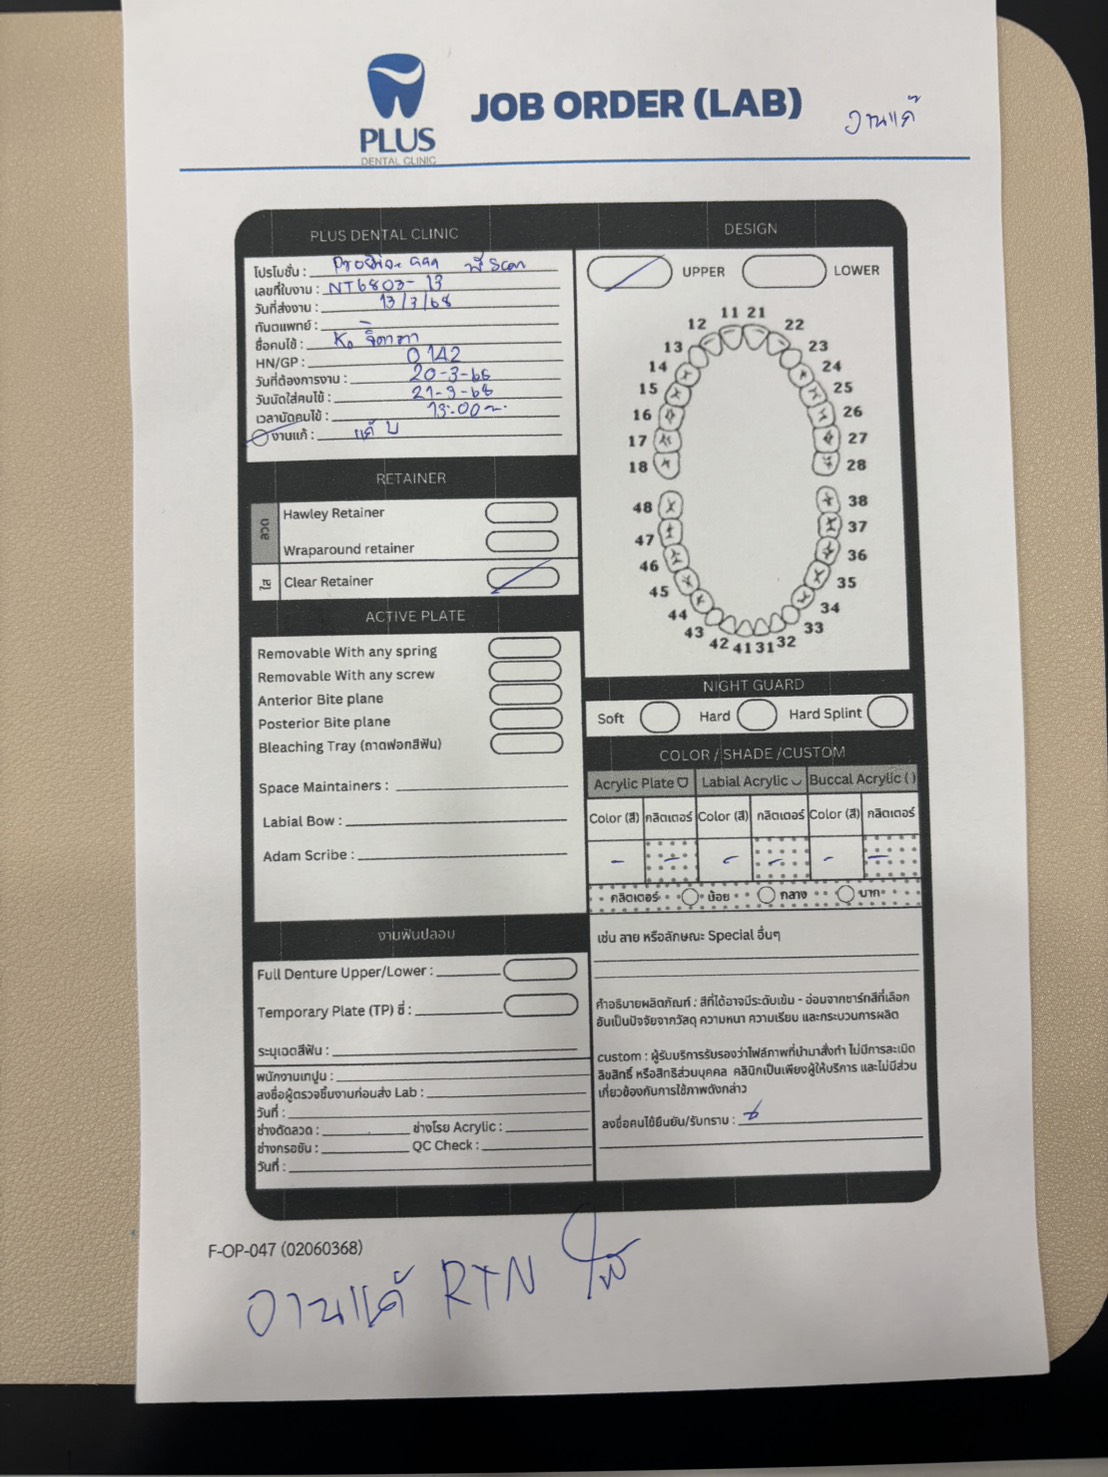 PLUS
DENTAL CLINIC
JOB ORDER (LAB)
งานแก้
PLUS DENTAL CLINIC
โปรโมชั่น : ฟรี Scan
เลขที่ใบงาน : NT6803-13
วันที่ส่งงาน : 13/3/68
ทันตแพทย์ : -
ชื่อคนไข้ : K.
HN/GP : 0142
วันที่ต้องการงาน : 20-3-68
วันนัดใส่คนไข้ : 21-3-68
เวลานัดคนไข้ : 13.00 น.
งานแก้ : แก้ U
RETAINER
ลวด
Hawley Retainer
Wraparound retainer
ใส
Clear Retainer
ACTIVE PLATE
Removable With any spring
Removable With any screw
Anterior Bite plane
Posterior Bite plane
Bleaching Tray (ถาดฟอกสีฟัน)
Space Maintainers :
Labial Bow :
Adam Scribe :
งานฟันปลอม
Full Denture Upper/Lower :
Temporary Plate (TP) ซี่ :
ระบุเฉดสีฟัน :
พนักงานเทปูน :
ลงชื่อผู้ตรวจชิ้นงานก่อนส่ง Lab :
วันที่ :
ช่างดัดลวด : ช่างโรย Acrylic :
ช่างกรอขัน : QC Check :
วันที่ :
DESIGN
UPPER LOWER
11 21
12 22
13 23
14 24
15 25
16 26
17 27
18 28
48 38
47 37
46 36
45 35
44 34
43 33
42 41 31 32
NIGHT GUARD
Soft Hard Hard Splint
COLOR / SHADE /CUSTOM
Acrylic Plate Labial Acrylic Buccal Acrylic ( )
Color (สี) กลิตเตอร์ Color (สี) กลิตเตอร์ Color (สี) กลิตเตอร์
- - - - - -
กลิตเตอร์ น้อย กลาง มาก
เช่น ลาย หรือลักษณะ Special อื่นๆ
คำอธิบายผลิตภัณฑ์ : สีที่ได้อาจมีระดับเข้ม - อ่อนจากชาร์ทสีที่เลือก
อันเป็นปัจจัยจากวัสดุ ความหนา ความเรียบ และกระบวนการผลิต
custom : ผู้รับบริการรับรองว่าไฟล์ภาพที่นำมาสั่งทำ ไม่มีการละเมิด
ลิขสิทธิ์ หรือสิทธิส่วนบุคคล คลินิกเป็นเพียงผู้ให้บริการ และไม่มีส่วน
เกี่ยวข้องกับการใช้ภาพดังกล่าว
ลงชื่อคนไข้ยืนยัน/รับทราบ :
F-OP-047 (02060368)
งานแก้ RTN